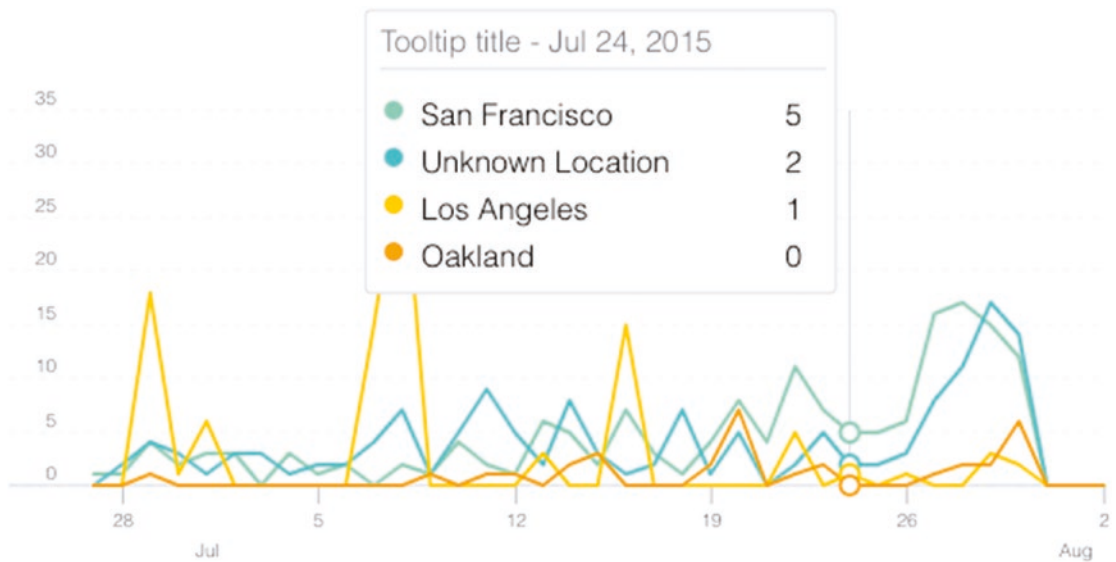 Tooltip title - Jul 24, 2015
San Francisco 5
Unknown Location 2
Los Angeles 1
Oakland 0
35
30
25
20
15
10
5
0
28 5 12 19 26 2
Jul Aug